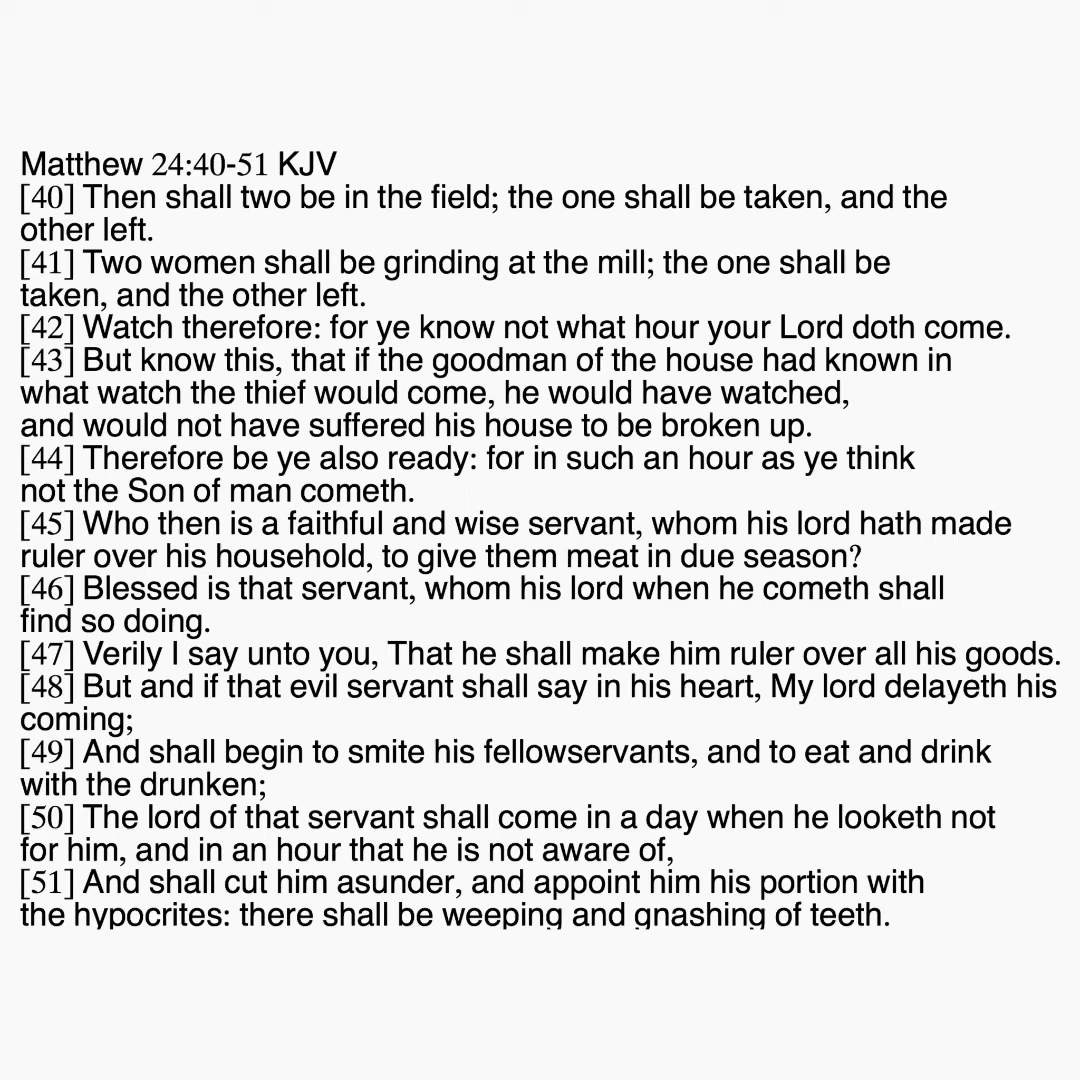 Matthew 24:40-51 KJV
[40] Then shall two be in the field; the one shall be taken, and the
other left.
[41] Two women shall be grinding at the mill; the one shall be
taken, and the other left.
[42] Watch therefore: for ye know not what hour your Lord doth come.
[43] But know this, that if the goodman of the house had known in
what watch the thief would come, he would have watched,
and would not have suffered his house to be broken up.
[44] Therefore be ye also ready: for in such an hour as ye think
not the Son of man cometh.
[45] Who then is a faithful and wise servant, whom his lord hath made
ruler over his household, to give them meat in due season?
[46] Blessed is that servant, whom his lord when he cometh shall
find so doing.
[47] Verily I say unto you, That he shall make him ruler over all his goods.
[48] But and if that evil servant shall say in his heart, My lord delayeth his
coming;
[49] And shall begin to smite his fellowservants, and to eat and drink
with the drunken;
[50] The lord of that servant shall come in a day when he looketh not
for him, and in an hour that he is not aware of,
[51] And shall cut him asunder, and appoint him his portion with
the hypocrites: there shall be weeping and gnashing of teeth.